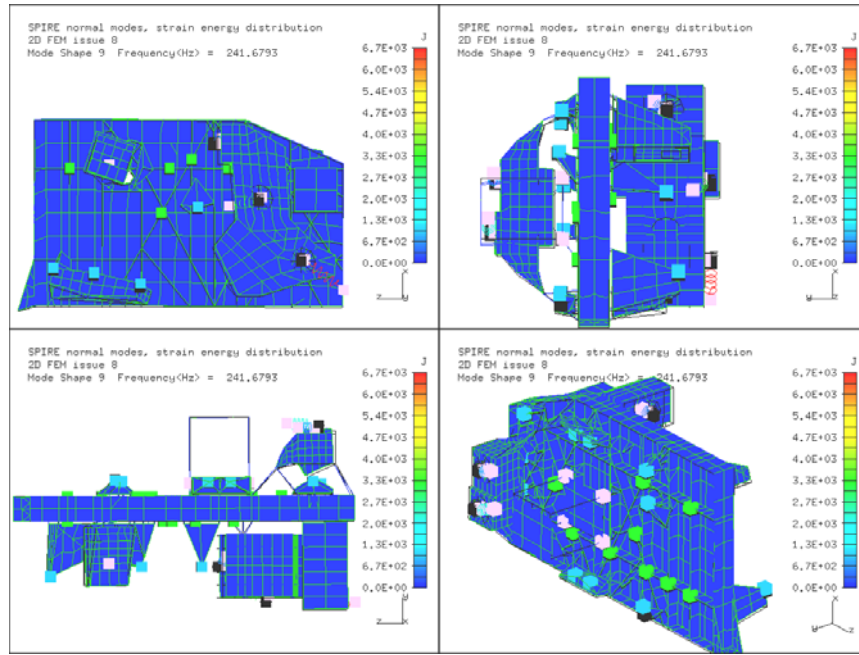 SPIRE normal modes, strain energy distribution
2D FEM issue 8
Mode Shape 9 Frequency(Hz) = 241.6793
J
6.7E+03
6.0E+03
5.4E+03
4.7E+03
4.0E+03
3.3E+03
2.7E+03
2.0E+03
1.3E+03
6.7E+02
0.0E+00
x
z
y
SPIRE normal modes, strain energy distribution
2D FEM issue 8
Mode Shape 9 Frequency(Hz) = 241.6793
J
6.7E+03
6.0E+03
5.4E+03
4.7E+03
4.0E+03
3.3E+03
2.7E+03
2.0E+03
1.3E+03
6.7E+02
0.0E+00
x
y
z
SPIRE normal modes, strain energy distribution
2D FEM issue 8
Mode Shape 9 Frequency(Hz) = 241.6793
J
6.7E+03
6.0E+03
5.4E+03
4.7E+03
4.0E+03
3.3E+03
2.7E+03
2.0E+03
1.3E+03
6.7E+02
0.0E+00
y
z
x
SPIRE normal modes, strain energy distribution
2D FEM issue 8
Mode Shape 9 Frequency(Hz) = 241.6793
J
6.7E+03
6.0E+03
5.4E+03
4.7E+03
4.0E+03
3.3E+03
2.7E+03
2.0E+03
1.3E+03
6.7E+02
0.0E+00
x
y
z